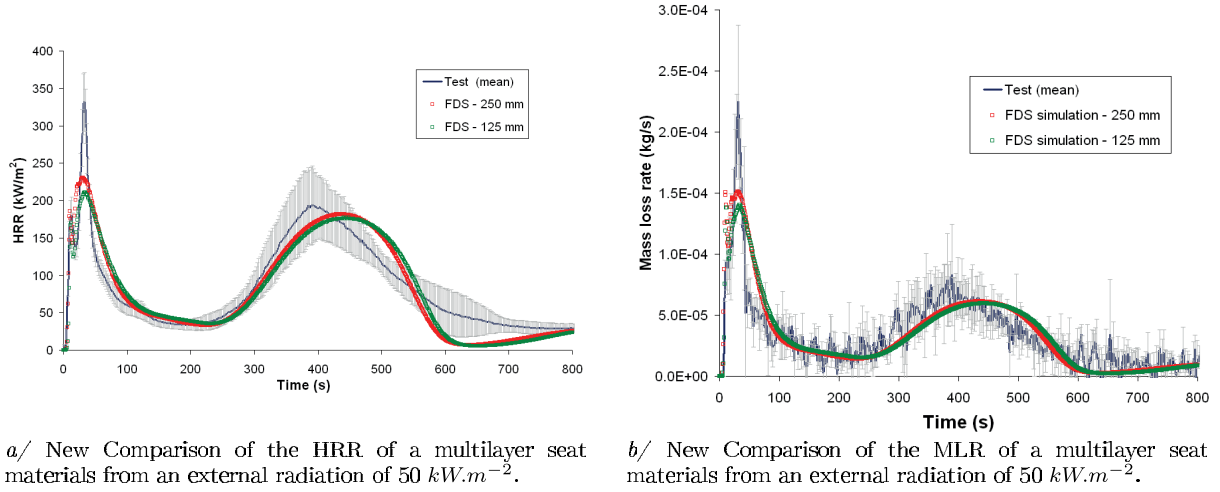 400
350
300
250
200
150
100
50
0
HRR (kW/m²)
0 100 200 300 400 500 600 700 800
Time (s)
Test (mean)
FDS - 250 mm
FDS - 125 mm
a/ New Comparison of the HRR of a multilayer seat
materials from an external radiation of 50 kW.m⁻².
3.0E-04
2.5E-04
2.0E-04
1.5E-04
1.0E-04
5.0E-05
0.0E+00
Mass loss rate (kg/s)
0 100 200 300 400 500 600 700 800
Time (s)
Test (mean)
FDS simulation - 250 mm
FDS simulation - 125 mm
b/ New Comparison of the MLR of a multilayer seat
materials from an external radiation of 50 kW.m⁻².